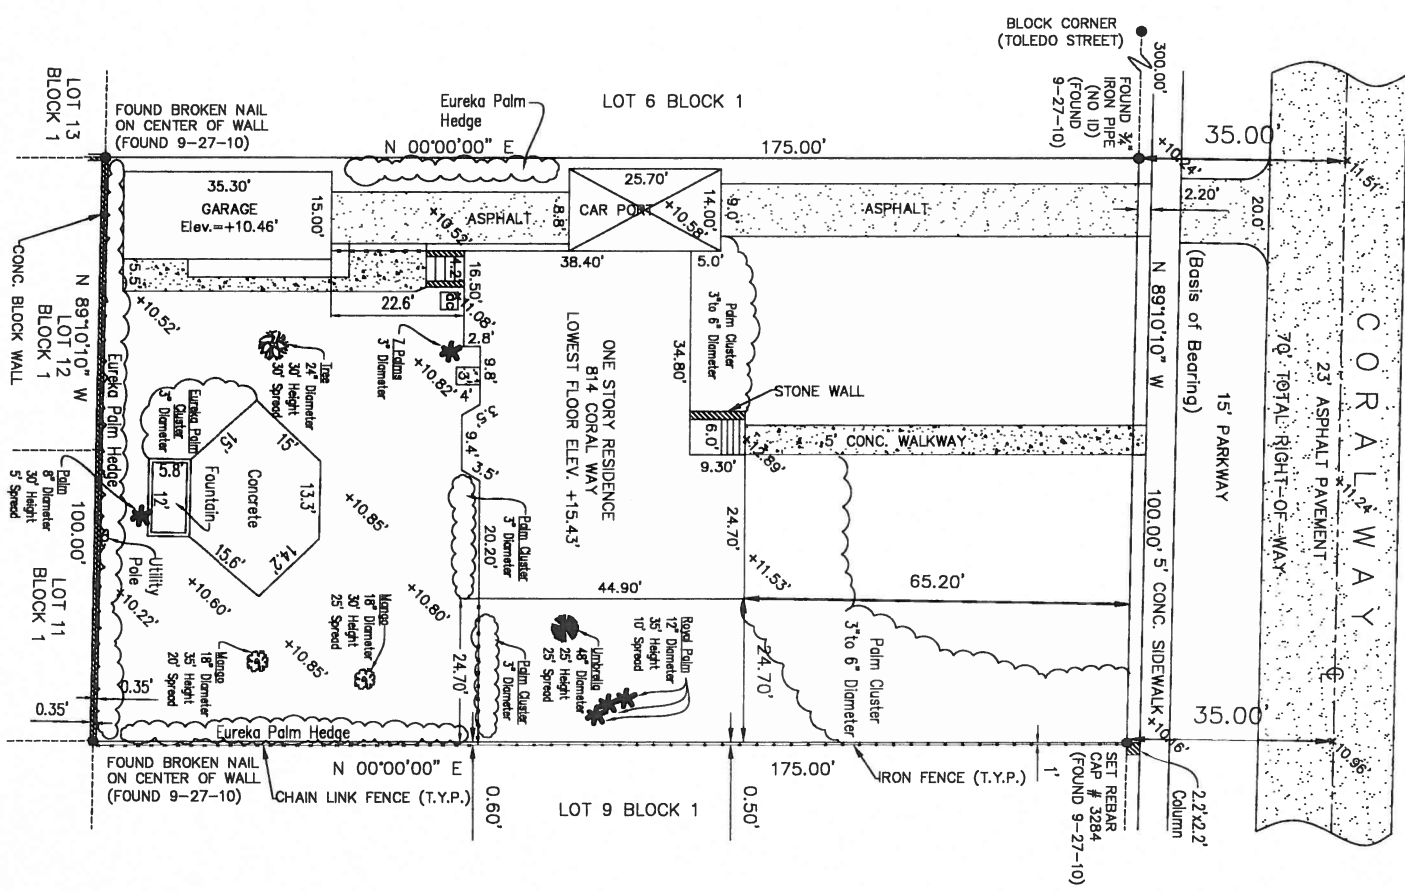 BLOCK CORNER
(TOLEDO STREET)
300.00'
FOUND ¾"
IRON PIPE
(NO ID)
(FOUND
9-27-10)
LOT 13
BLOCK 1
FOUND BROKEN NAIL
ON CENTER OF WALL
(FOUND 9-27-10)
Eureka Palm
Hedge
LOT 6 BLOCK 1
N 00°00'00" E
175.00'
35.00'
×10.24'
×11.51'
2.20'
20.0'
35.30'
GARAGE
Elev.=+10.46'
15.00'
×10.52'
ASPHALT
8.8'
25.70'
CAR PORT
×10.58'
14.00'
9.0'
ASPHALT
38.40'
5.0'
CONC. BLOCK WALL
N 89°10'10" W
LOT 12
BLOCK 1
5.5'
×10.52'
22.6'
4.2'
16.50'
×11.08'
2.8'
7 Palms
3" Diameter
×10.82'
9.8'
3'
4'
3.5'
9.4'
3.5'
Tree
24" Diameter
30' Height
30' Spread
Palm Cluster
3"to 6" Diameter
34.80'
STONE WALL
6.0'
9.30'
×12.89'
5' CONC. WALKWAY
ONE STORY RESIDENCE
814 CORAL WAY
LOWEST FLOOR ELEV. +15.43'
N 89°10'10" W
(Basis of Bearing)
15' PARKWAY
70' TOTAL RIGHT-OF-WAY
23' ASPHALT PAVEMENT
CORAL WAY
×11.24'
Eureka Palm Hedge
Eureka Palm
Cluster
3" Diameter
15'
15'
5.8'
12'
Fountain
Concrete
13.3'
14.2'
15.6'
×10.85'
Palm
8" Diameter
30' Height
5' Spread
100.00'
Utility
Pole
×10.22'
×10.60'
LOT 11
BLOCK 1
Palm Cluster
3" Diameter
20.20'
24.70'
×11.53'
44.90'
65.20'
100.00'
5' CONC. SIDEWALK
×10.80'
Mango
18" Diameter
30' Height
25' Spread
×10.85'
Mango
18" Diameter
35' Height
20' Spread
24.70'
Palm Cluster
3" Diameter
Umbrella
48" Diameter
25' Height
25' Spread
Royal Palm
12" Diameter
35' Height
10' Spread
24.70'
Palm Cluster
3"to 6" Diameter
0.35'
0.35'
Eureka Palm Hedge
35.00'
×10.16'
×10.96'
FOUND BROKEN NAIL
ON CENTER OF WALL
(FOUND 9-27-10)
N 00°00'00" E
CHAIN LINK FENCE (T.Y.P.)
0.60'
LOT 9 BLOCK 1
0.50'
175.00'
IRON FENCE (T.Y.P.)
1'
SET REBAR
CAP # 3284
(FOUND 9-27-10)
2.2'x2.2'
Column